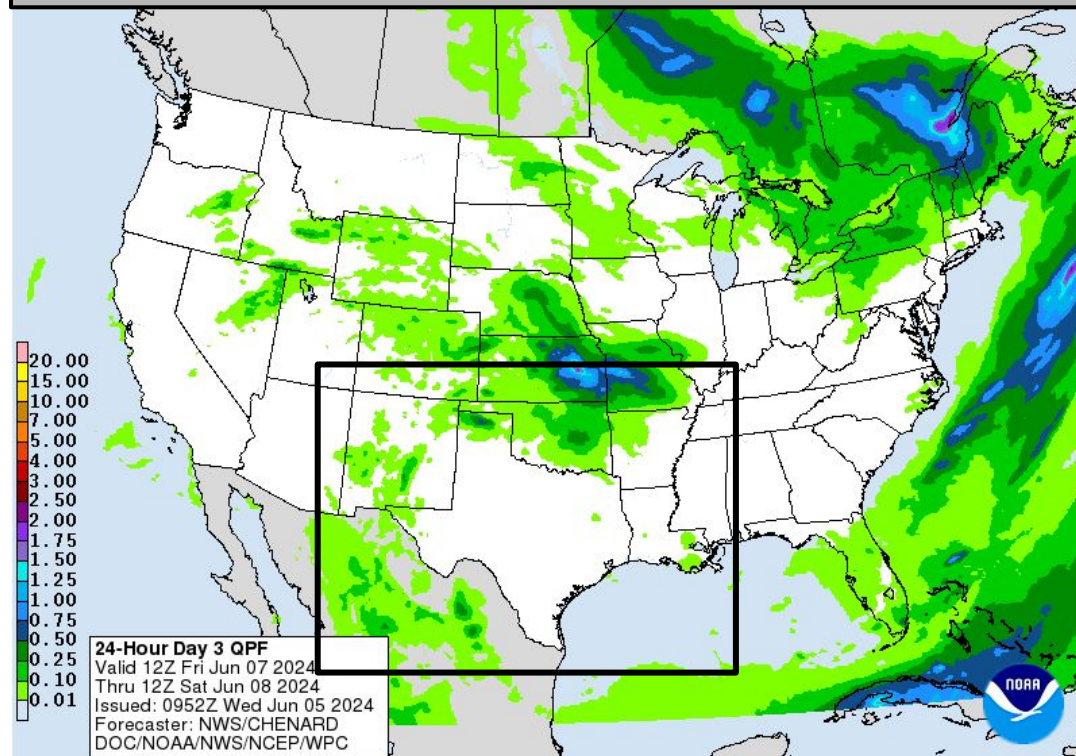 20.00
15.00
10.00
7.00
5.00
4.00
3.00
2.50
2.00
1.75
1.50
1.25
1.00
0.75
0.50
0.25
0.10
0.01
24-Hour Day 3 QPF
Valid 12Z Fri Jun 07 2024
Thru 12Z Sat Jun 08 2024
Issued: 0952Z Wed Jun 05 2024
Forecaster: NWS/CHENARD
DOC/NOAA/NWS/NCEP/WPC
NOAA